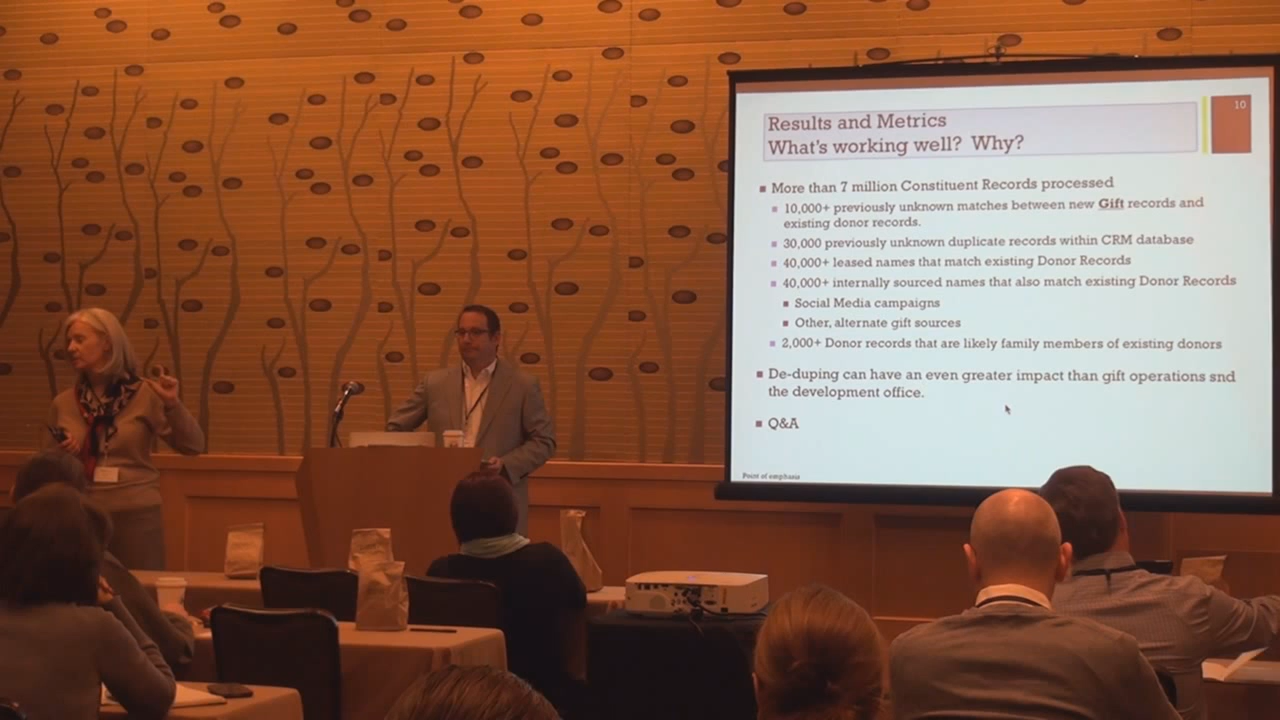 10
Results and Metrics
What's working well? Why?
More than 7 million Constituent Records processed
10,000+ previously unknown matches between new Gift records and
existing donor records.
30,000 previously unknown duplicate records within CRM database
40,000+ leased names that match existing Donor Records
40,000+ internally sourced names that also match existing Donor Records
Social Media campaigns
Other, alternate gift sources
2,000+ Donor records that are likely family members of existing donors
De-duping can have an even greater impact than gift operations snd
the development office.
Q&A
Point of emphasis